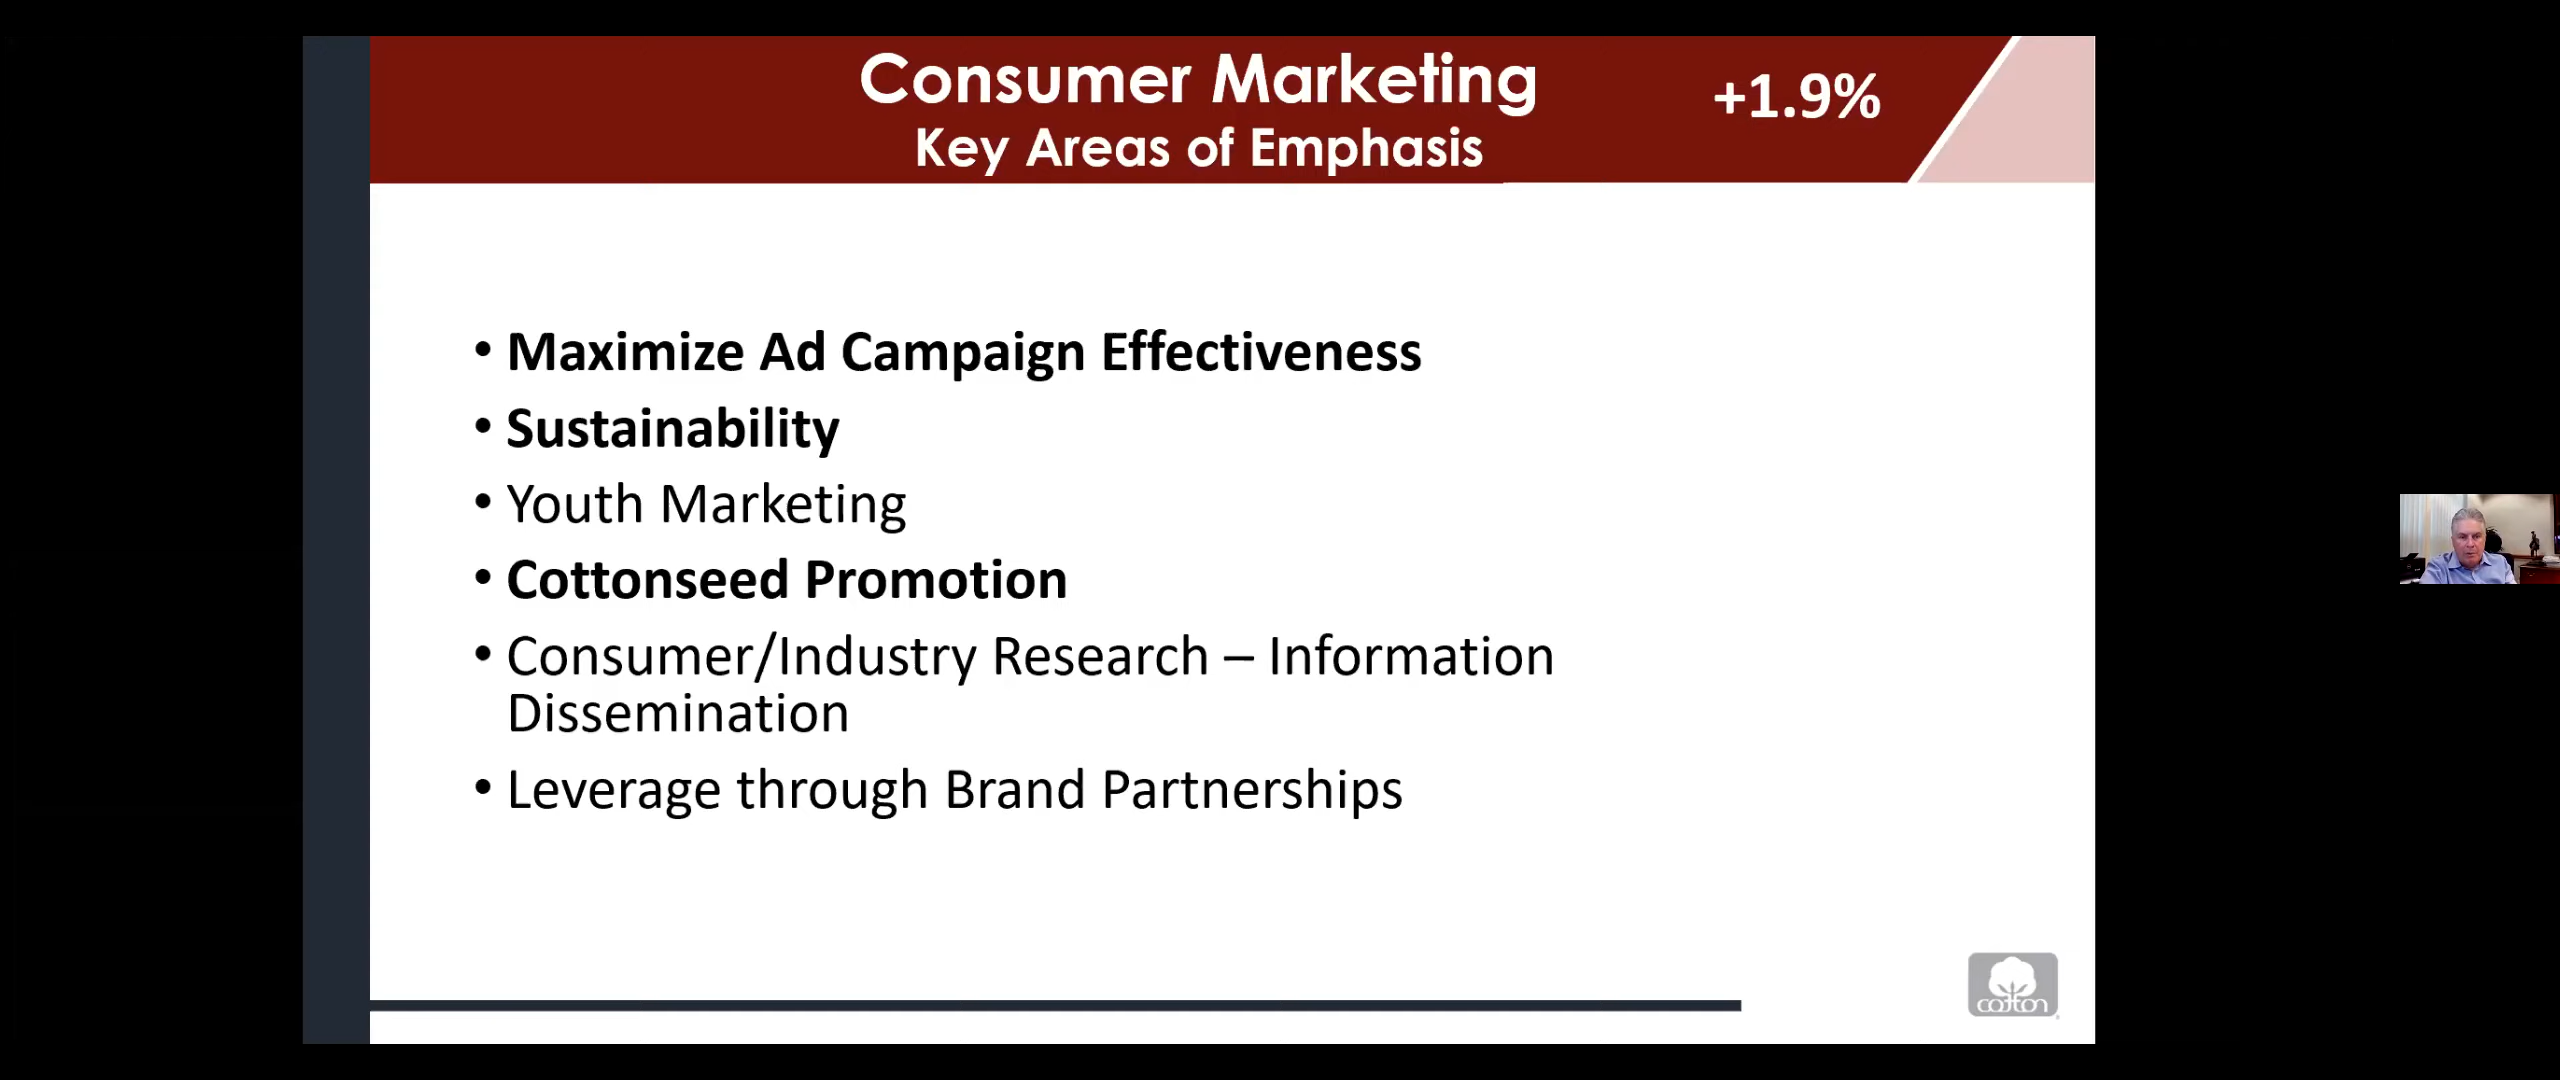 Consumer Marketing
+1.9%
Key Areas of Emphasis
• Maximize Ad Campaign Effectiveness
• Sustainability
• Youth Marketing
• Cottonseed Promotion
• Consumer/Industry Research – Information
Dissemination
• Leverage through Brand Partnerships
cotton